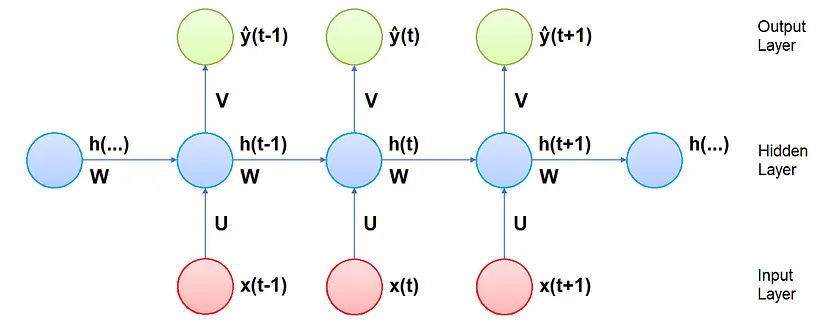 ŷ(t-1)
ŷ(t)
ŷ(t+1)
Output
Layer
V
V
V
h(...)
h(t-1)
h(t)
h(t+1)
h(...)
Hidden
Layer
W
W
W
W
U
U
U
x(t-1)
x(t)
x(t+1)
Input
Layer